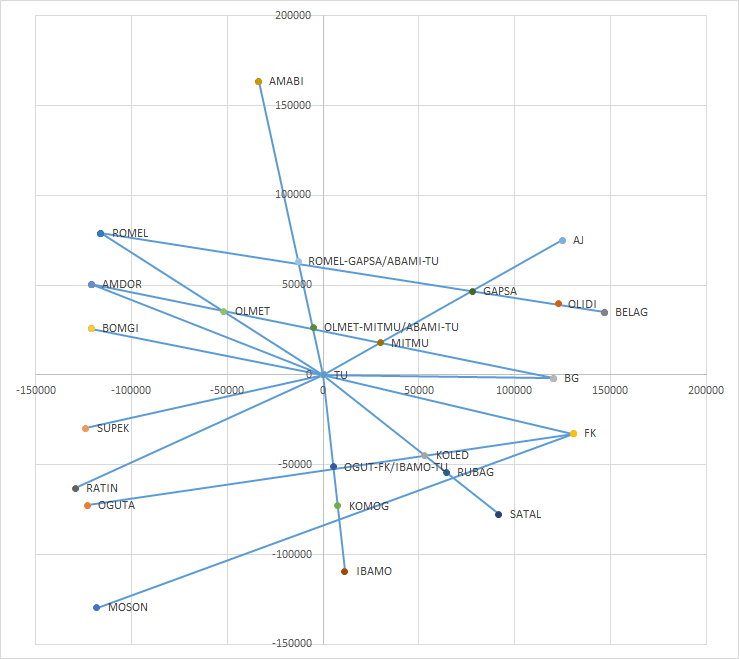 200000
AMABI
150000
100000
ROMEL
AJ
ROMEL-GAPSA/ABAMI-TU
AMDOR
50000
GAPSA
OLIDI
OLMET
BELAG
BOMGI
OLMET-MITMU/ABAMI-TU
MITMU
0
TU
BG
-150000
-100000
-50000
0
50000
100000
150000
200000
SUPEK
FK
KOLED
-50000
OGUT-FK/IBAMO-TU
RUBAG
RATIN
OGUTA
KOMOG
SATAL
-100000
IBAMO
MOSON
-150000